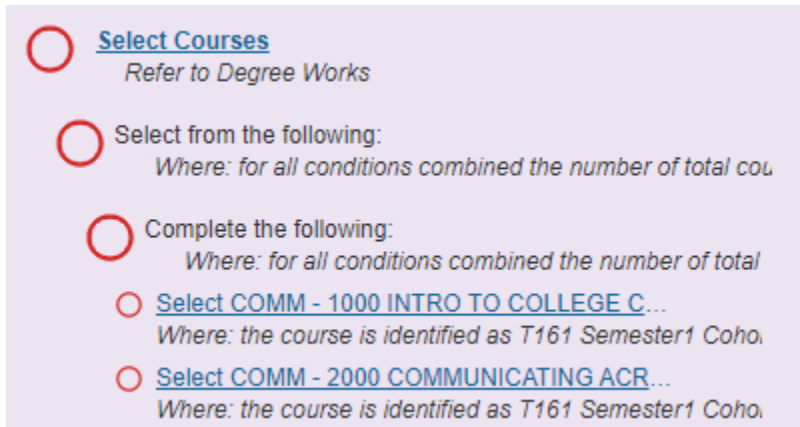 Select Courses
Refer to Degree Works
Select from the following:
Where: for all conditions combined the number of total cou
Complete the following:
Where: for all conditions combined the number of total
Select COMM - 1000 INTRO TO COLLEGE C...
Where: the course is identified as T161 Semester1 Cohor
Select COMM - 2000 COMMUNICATING ACR...
Where: the course is identified as T161 Semester1 Cohor